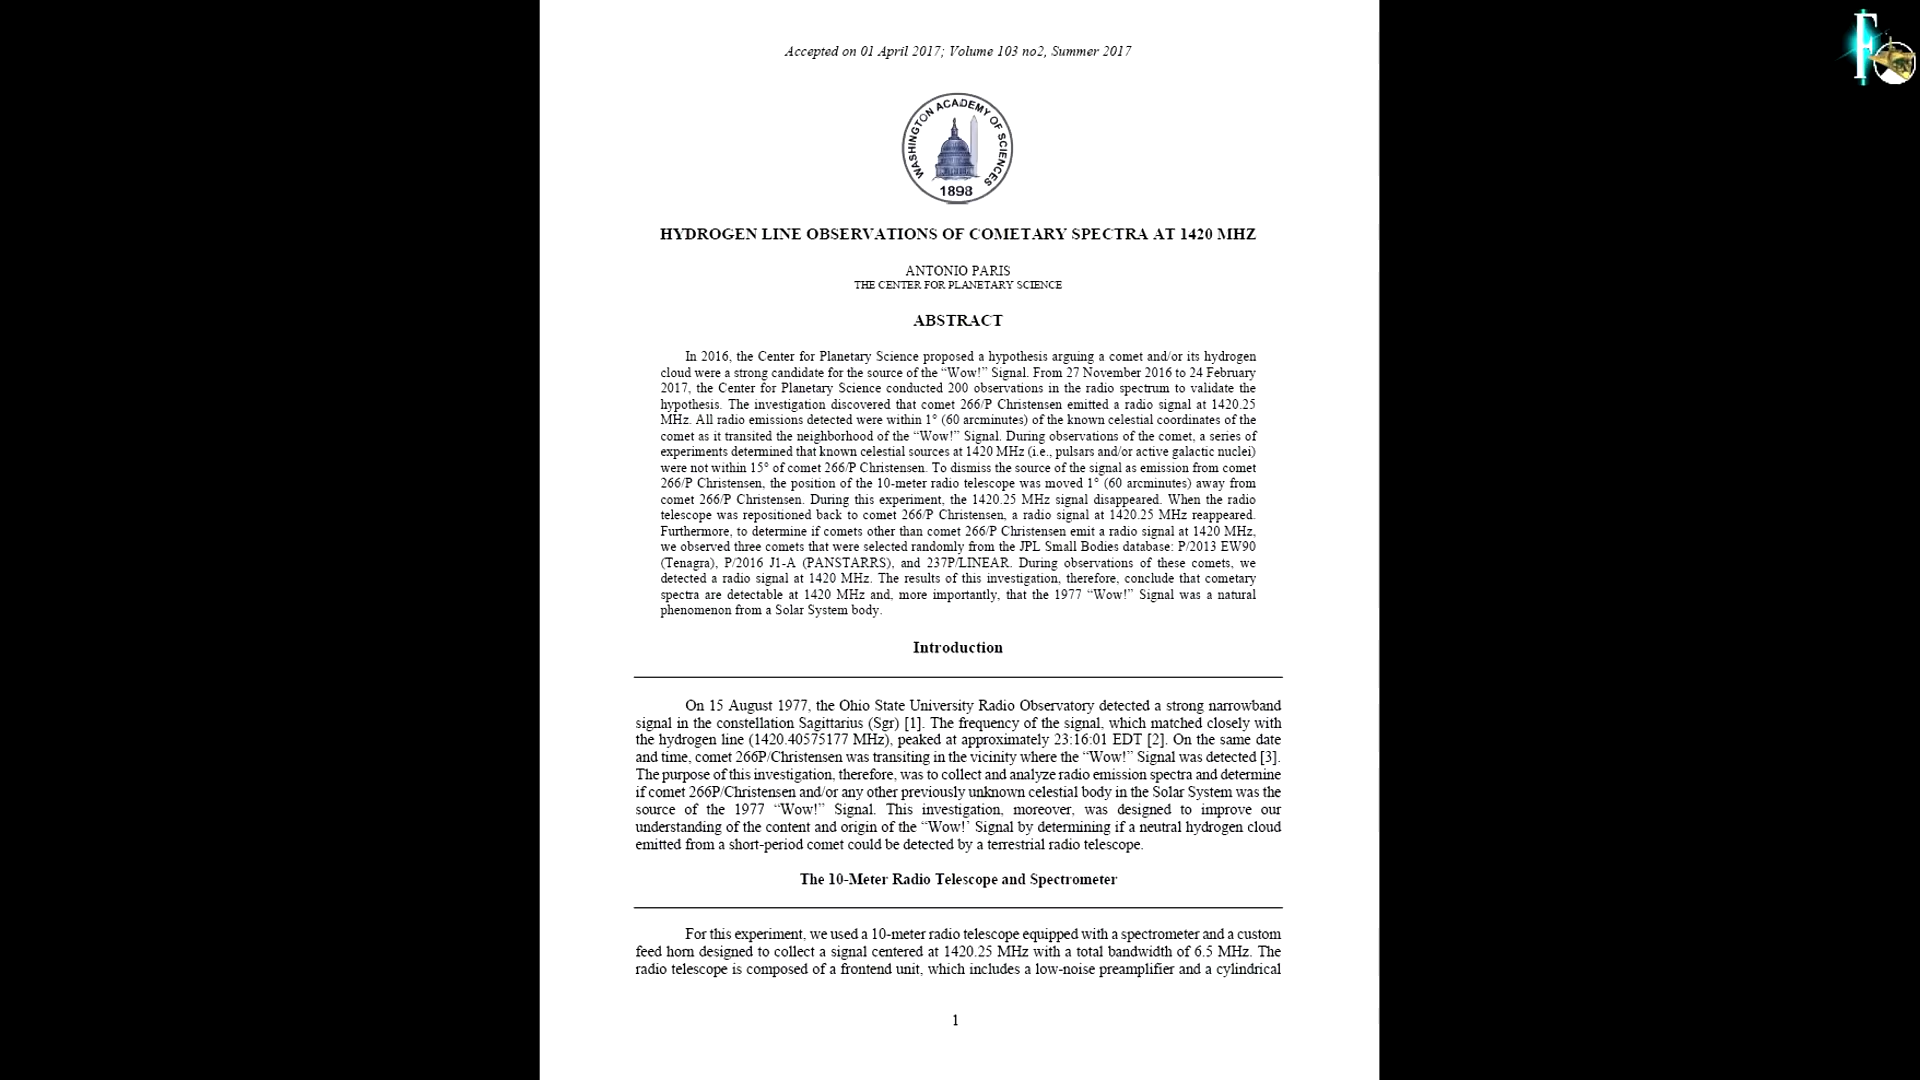 Accepted on 01 April 2017; Volume 103 no2, Summer 2017
WASHINGTON ACADEMY OF SCIENCES
1898
HYDROGEN LINE OBSERVATIONS OF COMETARY SPECTRA AT 1420 MHZ
ANTONIO PARIS
THE CENTER FOR PLANETARY SCIENCE
ABSTRACT
In 2016, the Center for Planetary Science proposed a hypothesis arguing a comet and/or its hydrogen
cloud were a strong candidate for the source of the “Wow!” Signal. From 27 November 2016 to 24 February
2017, the Center for Planetary Science conducted 200 observations in the radio spectrum to validate the
hypothesis. The investigation discovered that comet 266/P Christensen emitted a radio signal at 1420.25
MHz. All radio emissions detected were within 1° (60 arcminutes) of the known celestial coordinates of the
comet as it transited the neighborhood of the “Wow!” Signal. During observations of the comet, a series of
experiments determined that known celestial sources at 1420 MHz (i.e., pulsars and/or active galactic nuclei)
were not within 15° of comet 266/P Christensen. To dismiss the source of the signal as emission from comet
266/P Christensen, the position of the 10-meter radio telescope was moved 1° (60 arcminutes) away from
comet 266/P Christensen. During this experiment, the 1420.25 MHz signal disappeared. When the radio
telescope was repositioned back to comet 266/P Christensen, a radio signal at 1420.25 MHz reappeared.
Furthermore, to determine if comets other than comet 266/P Christensen emit a radio signal at 1420 MHz,
we observed three comets that were selected randomly from the JPL Small Bodies database: P/2013 EW90
(Tenagra), P/2016 J1-A (PANSTARRS), and 237P/LINEAR. During observations of these comets, we
detected a radio signal at 1420 MHz. The results of this investigation, therefore, conclude that cometary
spectra are detectable at 1420 MHz and, more importantly, that the 1977 “Wow!” Signal was a natural
phenomenon from a Solar System body.
Introduction
On 15 August 1977, the Ohio State University Radio Observatory detected a strong narrowband
signal in the constellation Sagittarius (Sgr) [1]. The frequency of the signal, which matched closely with
the hydrogen line (1420.40575177 MHz), peaked at approximately 23:16:01 EDT [2]. On the same date
and time, comet 266P/Christensen was transiting in the vicinity where the “Wow!” Signal was detected [3].
The purpose of this investigation, therefore, was to collect and analyze radio emission spectra and determine
if comet 266P/Christensen and/or any other previously unknown celestial body in the Solar System was the
source of the 1977 “Wow!” Signal. This investigation, moreover, was designed to improve our
understanding of the content and origin of the “Wow!’ Signal by determining if a neutral hydrogen cloud
emitted from a short-period comet could be detected by a terrestrial radio telescope.
The 10-Meter Radio Telescope and Spectrometer
For this experiment, we used a 10-meter radio telescope equipped with a spectrometer and a custom
feed horn designed to collect a signal centered at 1420.25 MHz with a total bandwidth of 6.5 MHz. The
radio telescope is composed of a frontend unit, which includes a low-noise preamplifier and a cylindrical
1
F